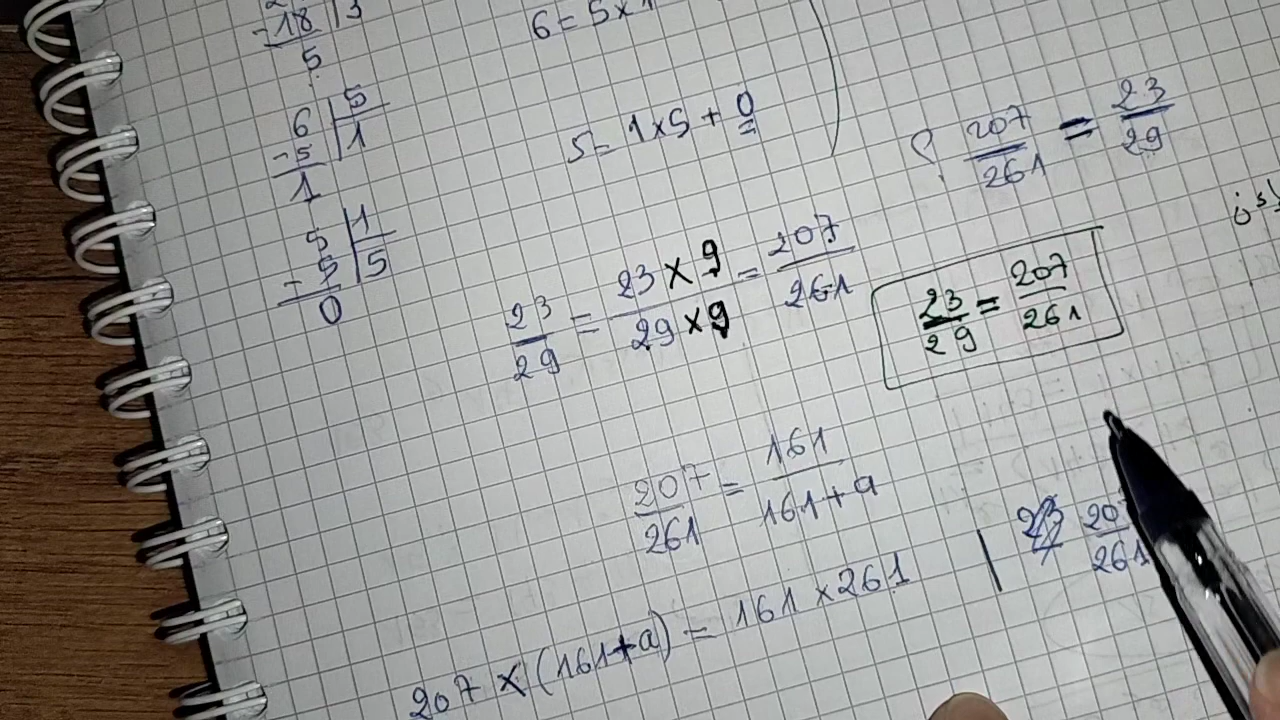 -18 | 3
5
6 | 5
-5 | 1
1
5 | 1
- 5 | 5
0
6 = 5 x 1
5 = 1 x 5 + 0
? 207/261 = 23/29
23/29 = 23 x 9/29 x 9 = 207/261
23/29 = 207/261
207/261 = 161/161+a
207 x (161+a) = 161 x 261
261